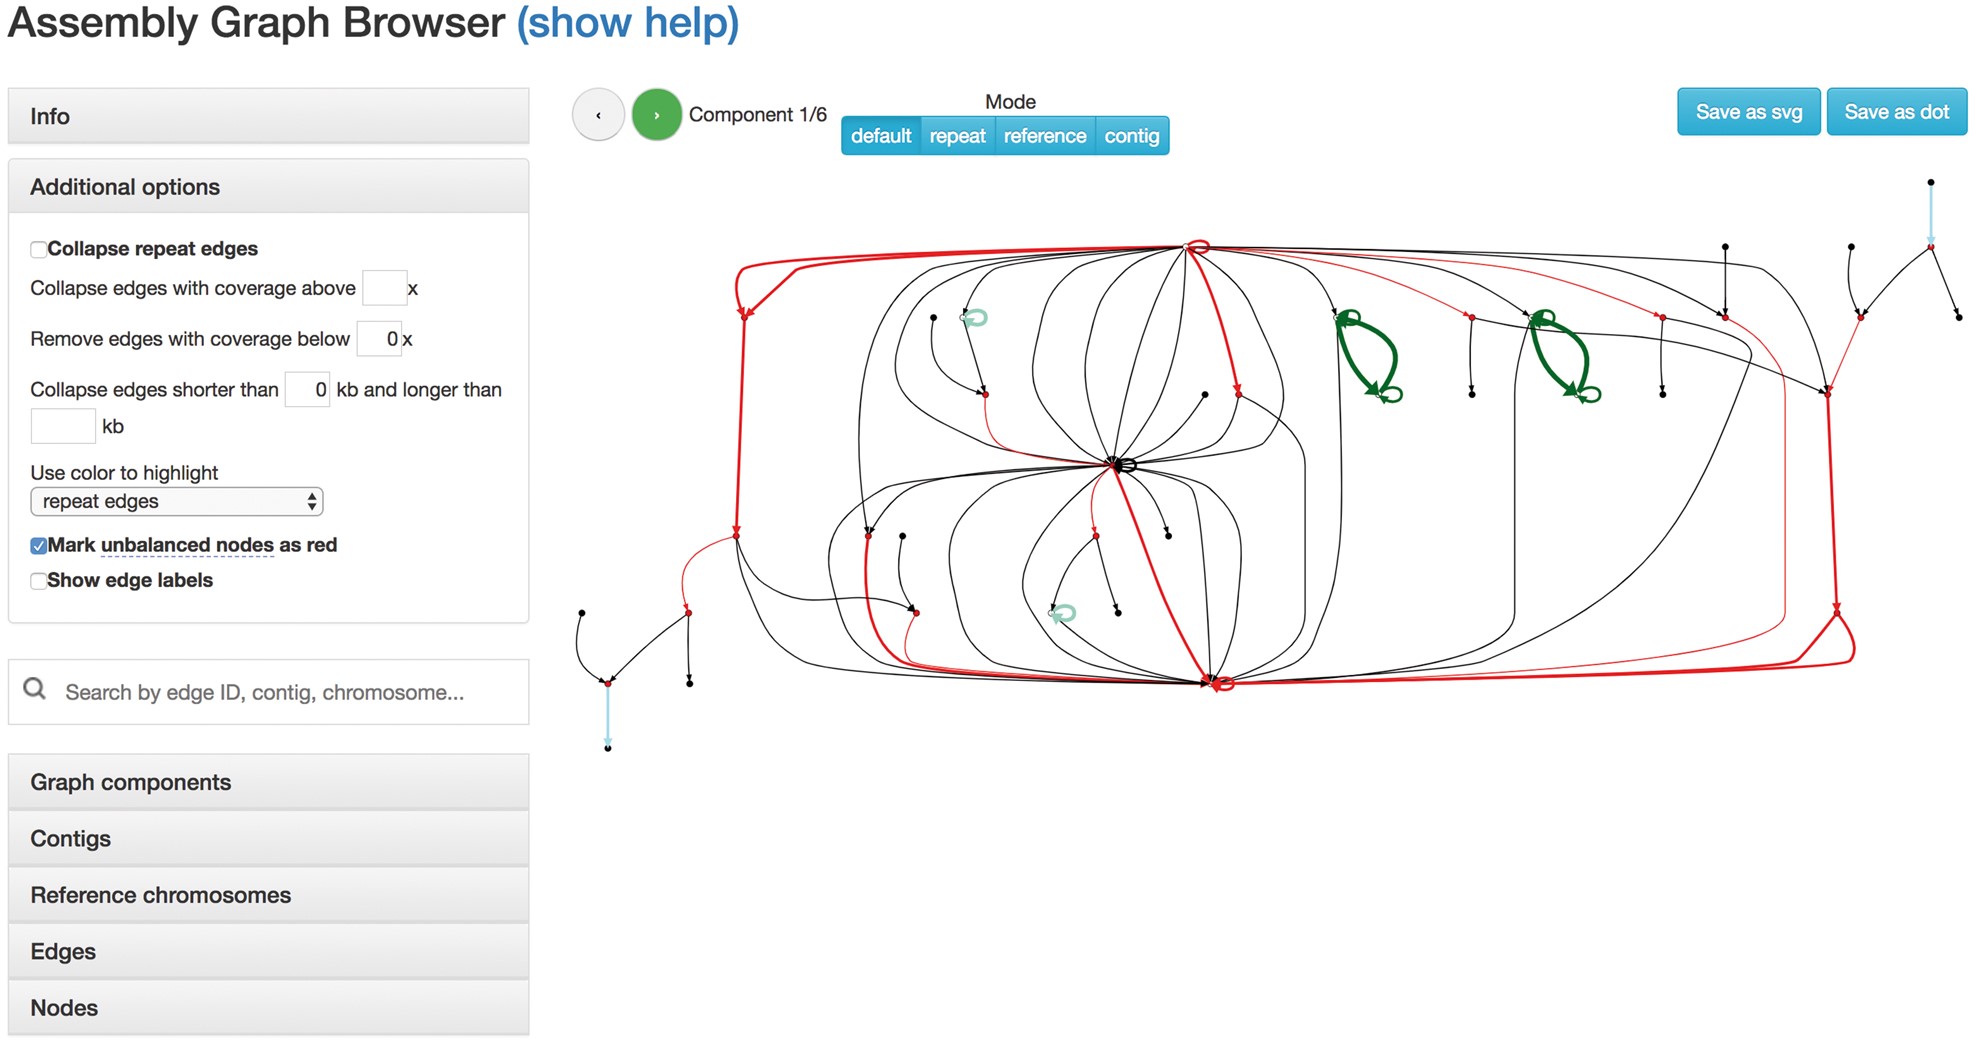 Assembly Graph Browser (show help)
Info
Additional options
Collapse repeat edges
Collapse edges with coverage above x
Remove edges with coverage below 0 x
Collapse edges shorter than 0 kb and longer than
kb
Use color to highlight
repeat edges
Mark unbalanced nodes as red
Show edge labels
Search by edge ID, contig, chromosome...
Graph components
Contigs
Reference chromosomes
Edges
Nodes
‹ › Component 1/6
Mode
default repeat reference contig
Save as svg Save as dot